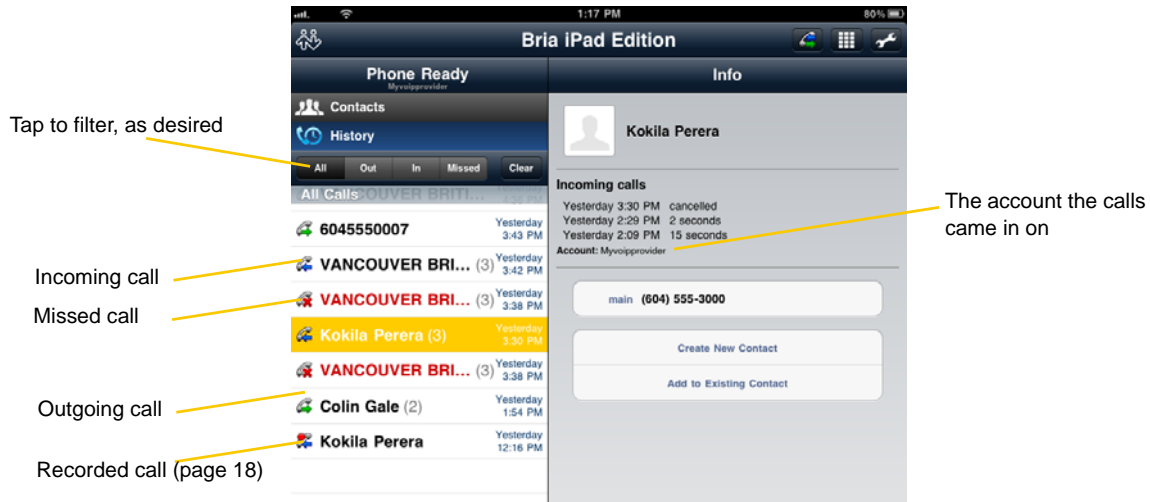 1:17 PM
80%
Bria iPad Edition
Phone Ready
Myvoipprovider
Info
Contacts
History
All Out In Missed Clear
All Calls
VANCOUVER BRITI...
6045550007
Yesterday
3:43 PM
VANCOUVER BRI... (3)
Yesterday
3:42 PM
VANCOUVER BRI... (3)
Yesterday
3:38 PM
Kokila Perera (3)
Yesterday
3:30 PM
VANCOUVER BRI... (3)
Yesterday
3:38 PM
Colin Gale (2)
Yesterday
1:54 PM
Kokila Perera
Yesterday
12:16 PM
Kokila Perera
Incoming calls
Yesterday 3:30 PM cancelled
Yesterday 2:29 PM 2 seconds
Yesterday 2:09 PM 15 seconds
Account: Myvoipprovider
main (604) 555-3000
Create New Contact
Add to Existing Contact
Tap to filter, as desired
Incoming call
Missed call
Outgoing call
Recorded call (page 18)
The account the calls
came in on